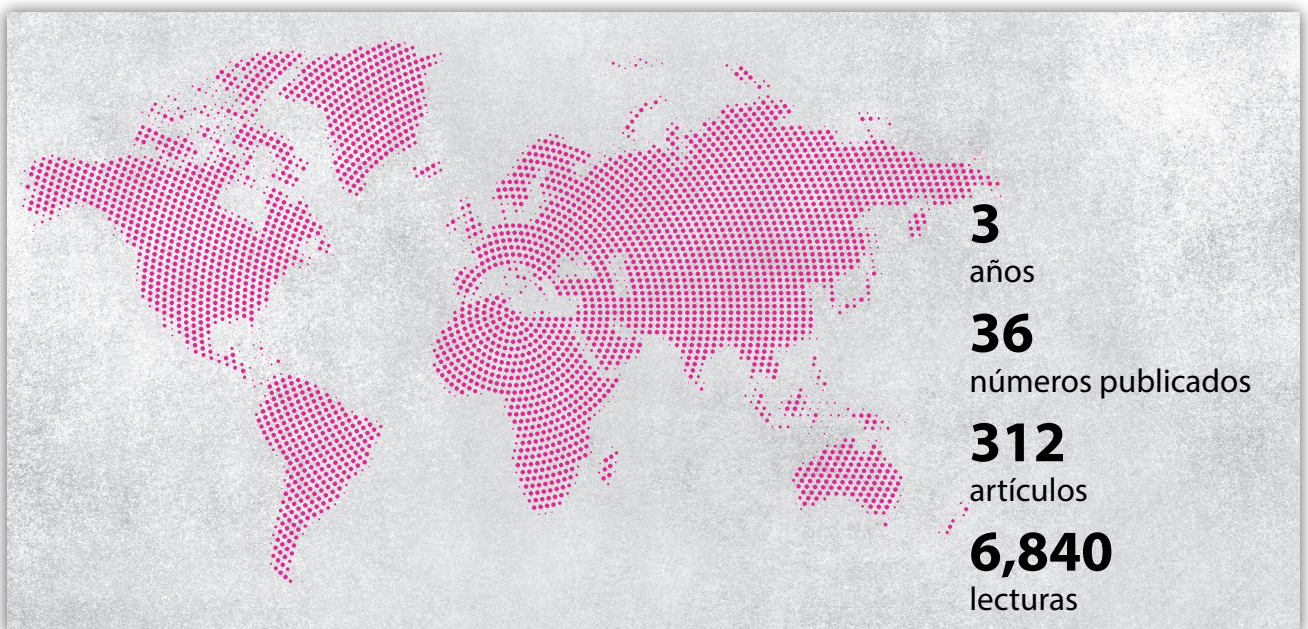 3
años
36
números publicados
312
artículos
6,840
lecturas